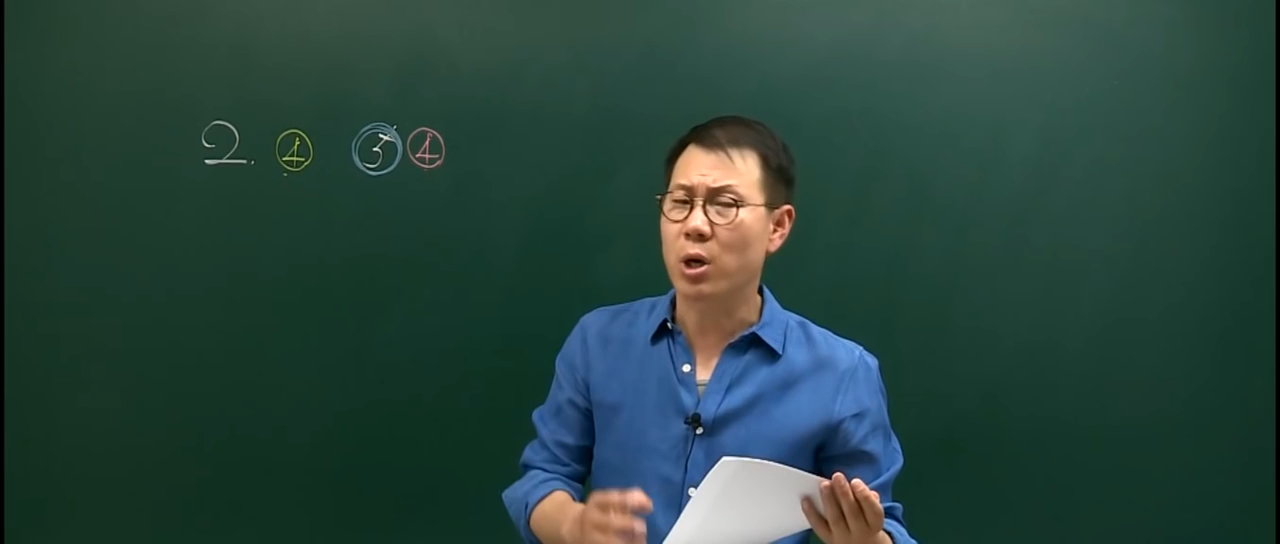 2. ④ ③ ④